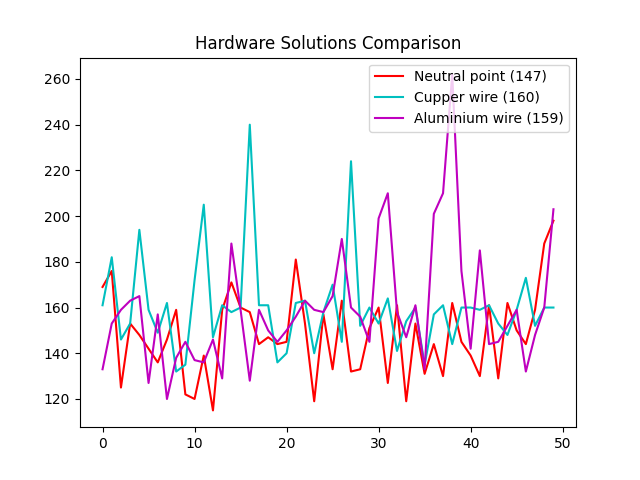 Hardware Solutions Comparison
Neutral point (147)
Cupper wire (160)
Aluminium wire (159)
260
240
220
200
180
160
140
120
0 10 20 30 40 50